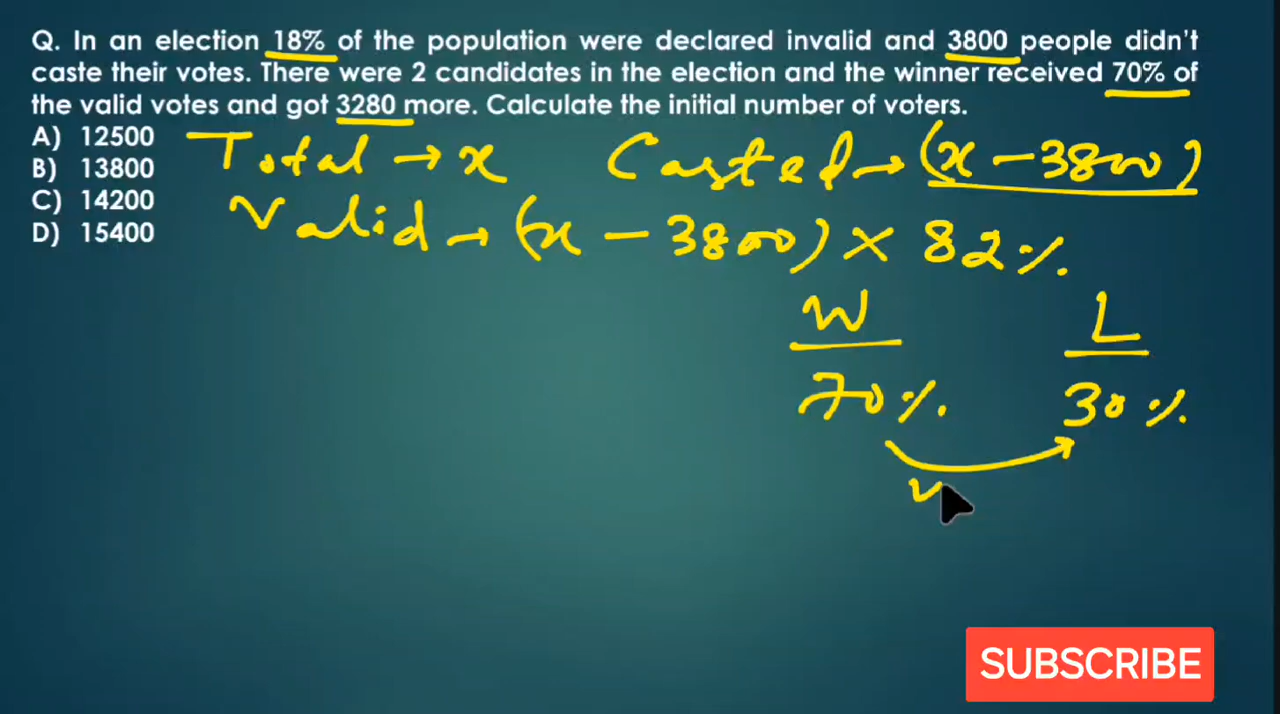 Q. In an election 18% of the population were declared invalid and 3800 people didn't
caste their votes. There were 2 candidates in the election and the winner received 70% of
the valid votes and got 3280 more. Calculate the initial number of voters.
A) 12500
B) 13800
C) 14200
D) 15400
Total → x Casted → (x - 3800)
Valid → (x - 3800) × 82%
W L
70% 30%
SUBSCRIBE